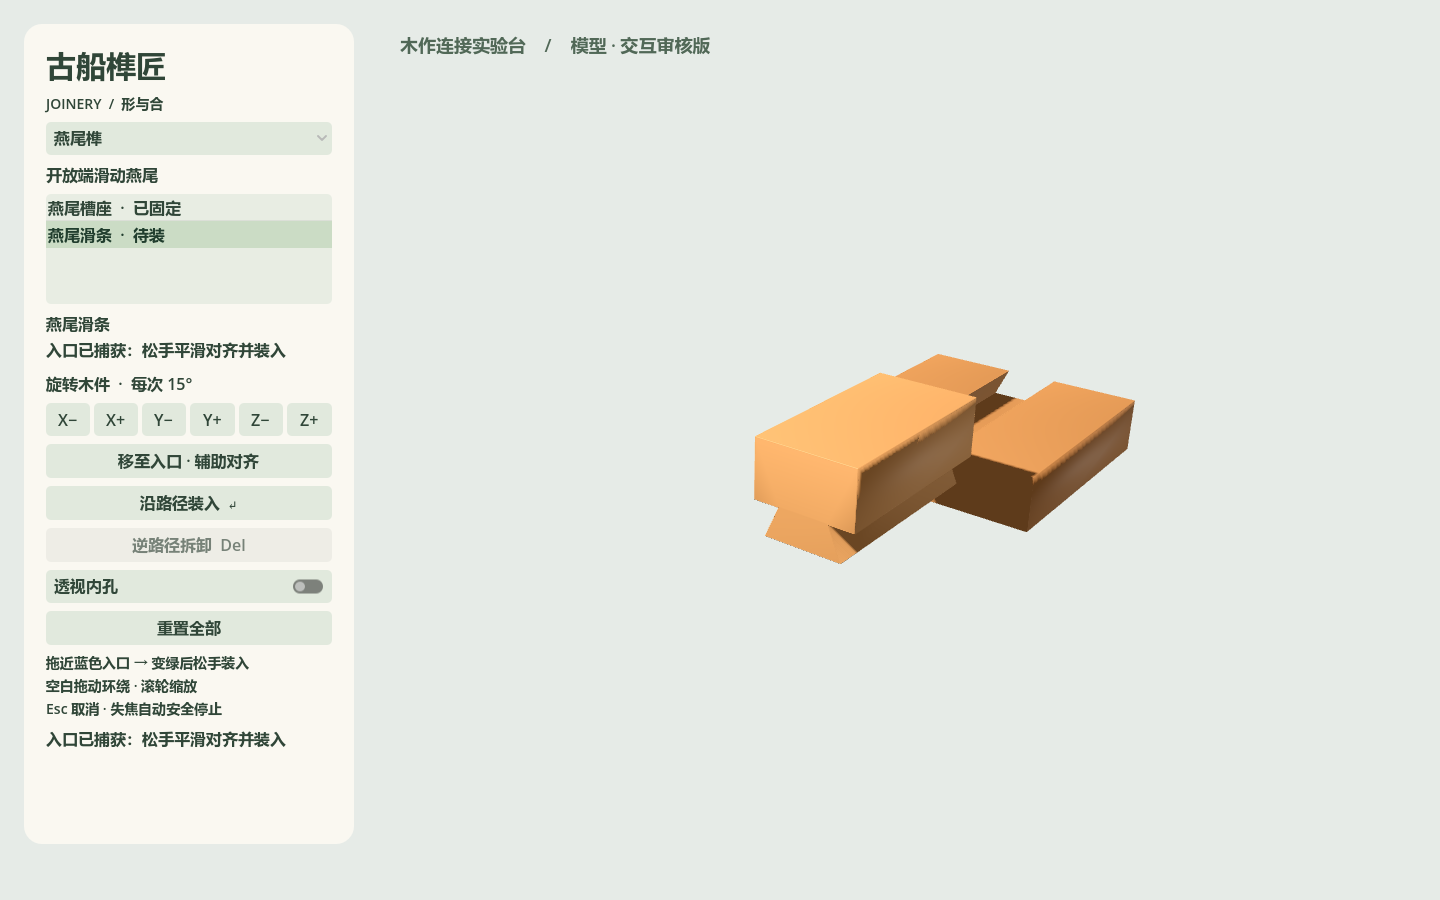 古船榫匠
JOINERY / 形与合
燕尾榫
开放端滑动燕尾
燕尾槽座 · 已固定
燕尾滑条 · 待装
燕尾滑条
入口已捕获：松手平滑对齐并装入
旋转木件 · 每次 15°
X− X+ Y− Y+ Z− Z+
移至入口 · 辅助对齐
沿路径装入 ↲
逆路径拆卸 Del
透视内孔
重置全部
拖近蓝色入口 → 变绿后松手装入
空白拖动环绕 · 滚轮缩放
Esc 取消 · 失焦自动安全停止
入口已捕获：松手平滑对齐并装入
木作连接实验台 / 模型 · 交互审核版